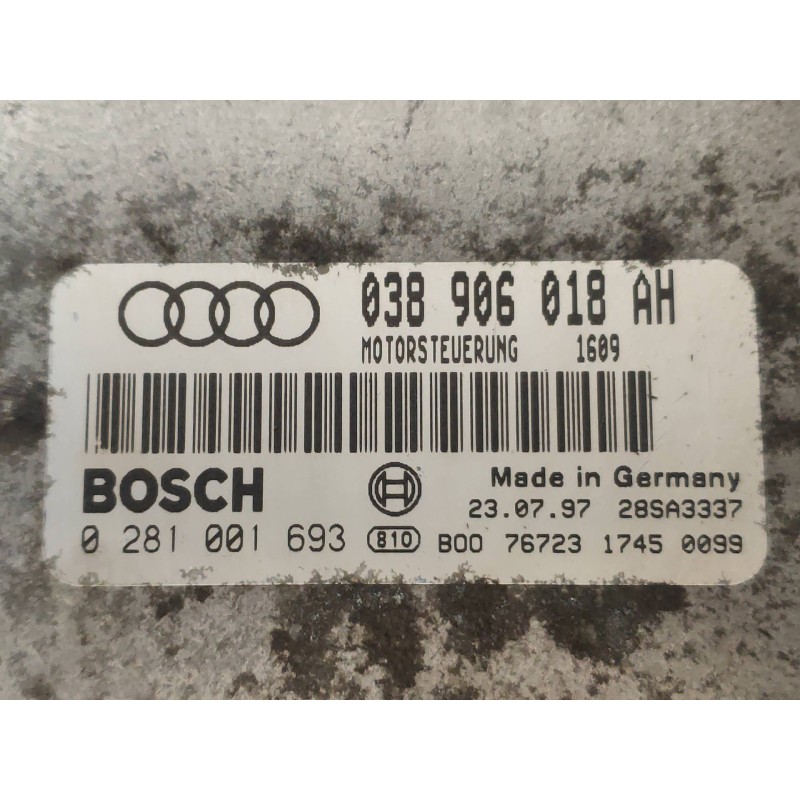 038 906 018 AH
MOTORSTEUERUNG 1609
BOSCH
Made in Germany
23.07.97 28SA3337
0 281 001 693 810 B00 76723 1745 0099